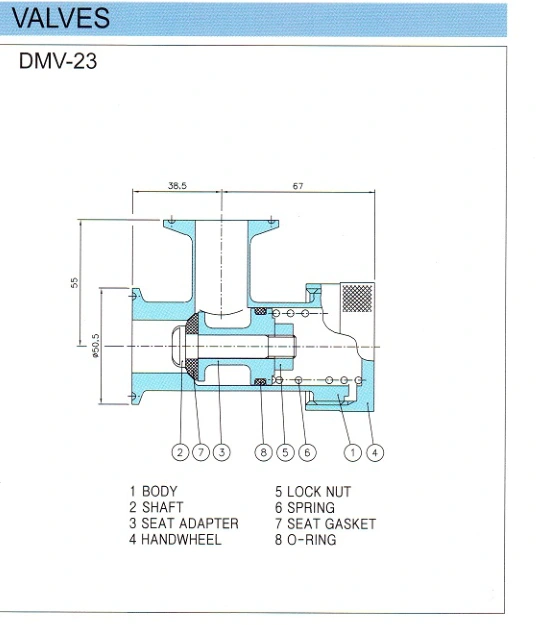 VALVES
DMV-23
38.5
67
55
ø50.5
2 7 3 8 5 6 1 4
1 BODY
2 SHAFT
3 SEAT ADAPTER
4 HANDWHEEL
5 LOCK NUT
6 SPRING
7 SEAT GASKET
8 O-RING